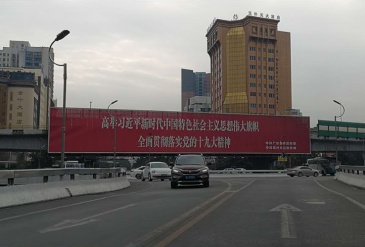 高举习近平新时代中国特色社会主义思想伟大旗帜
全面贯彻落实党的十九大精神